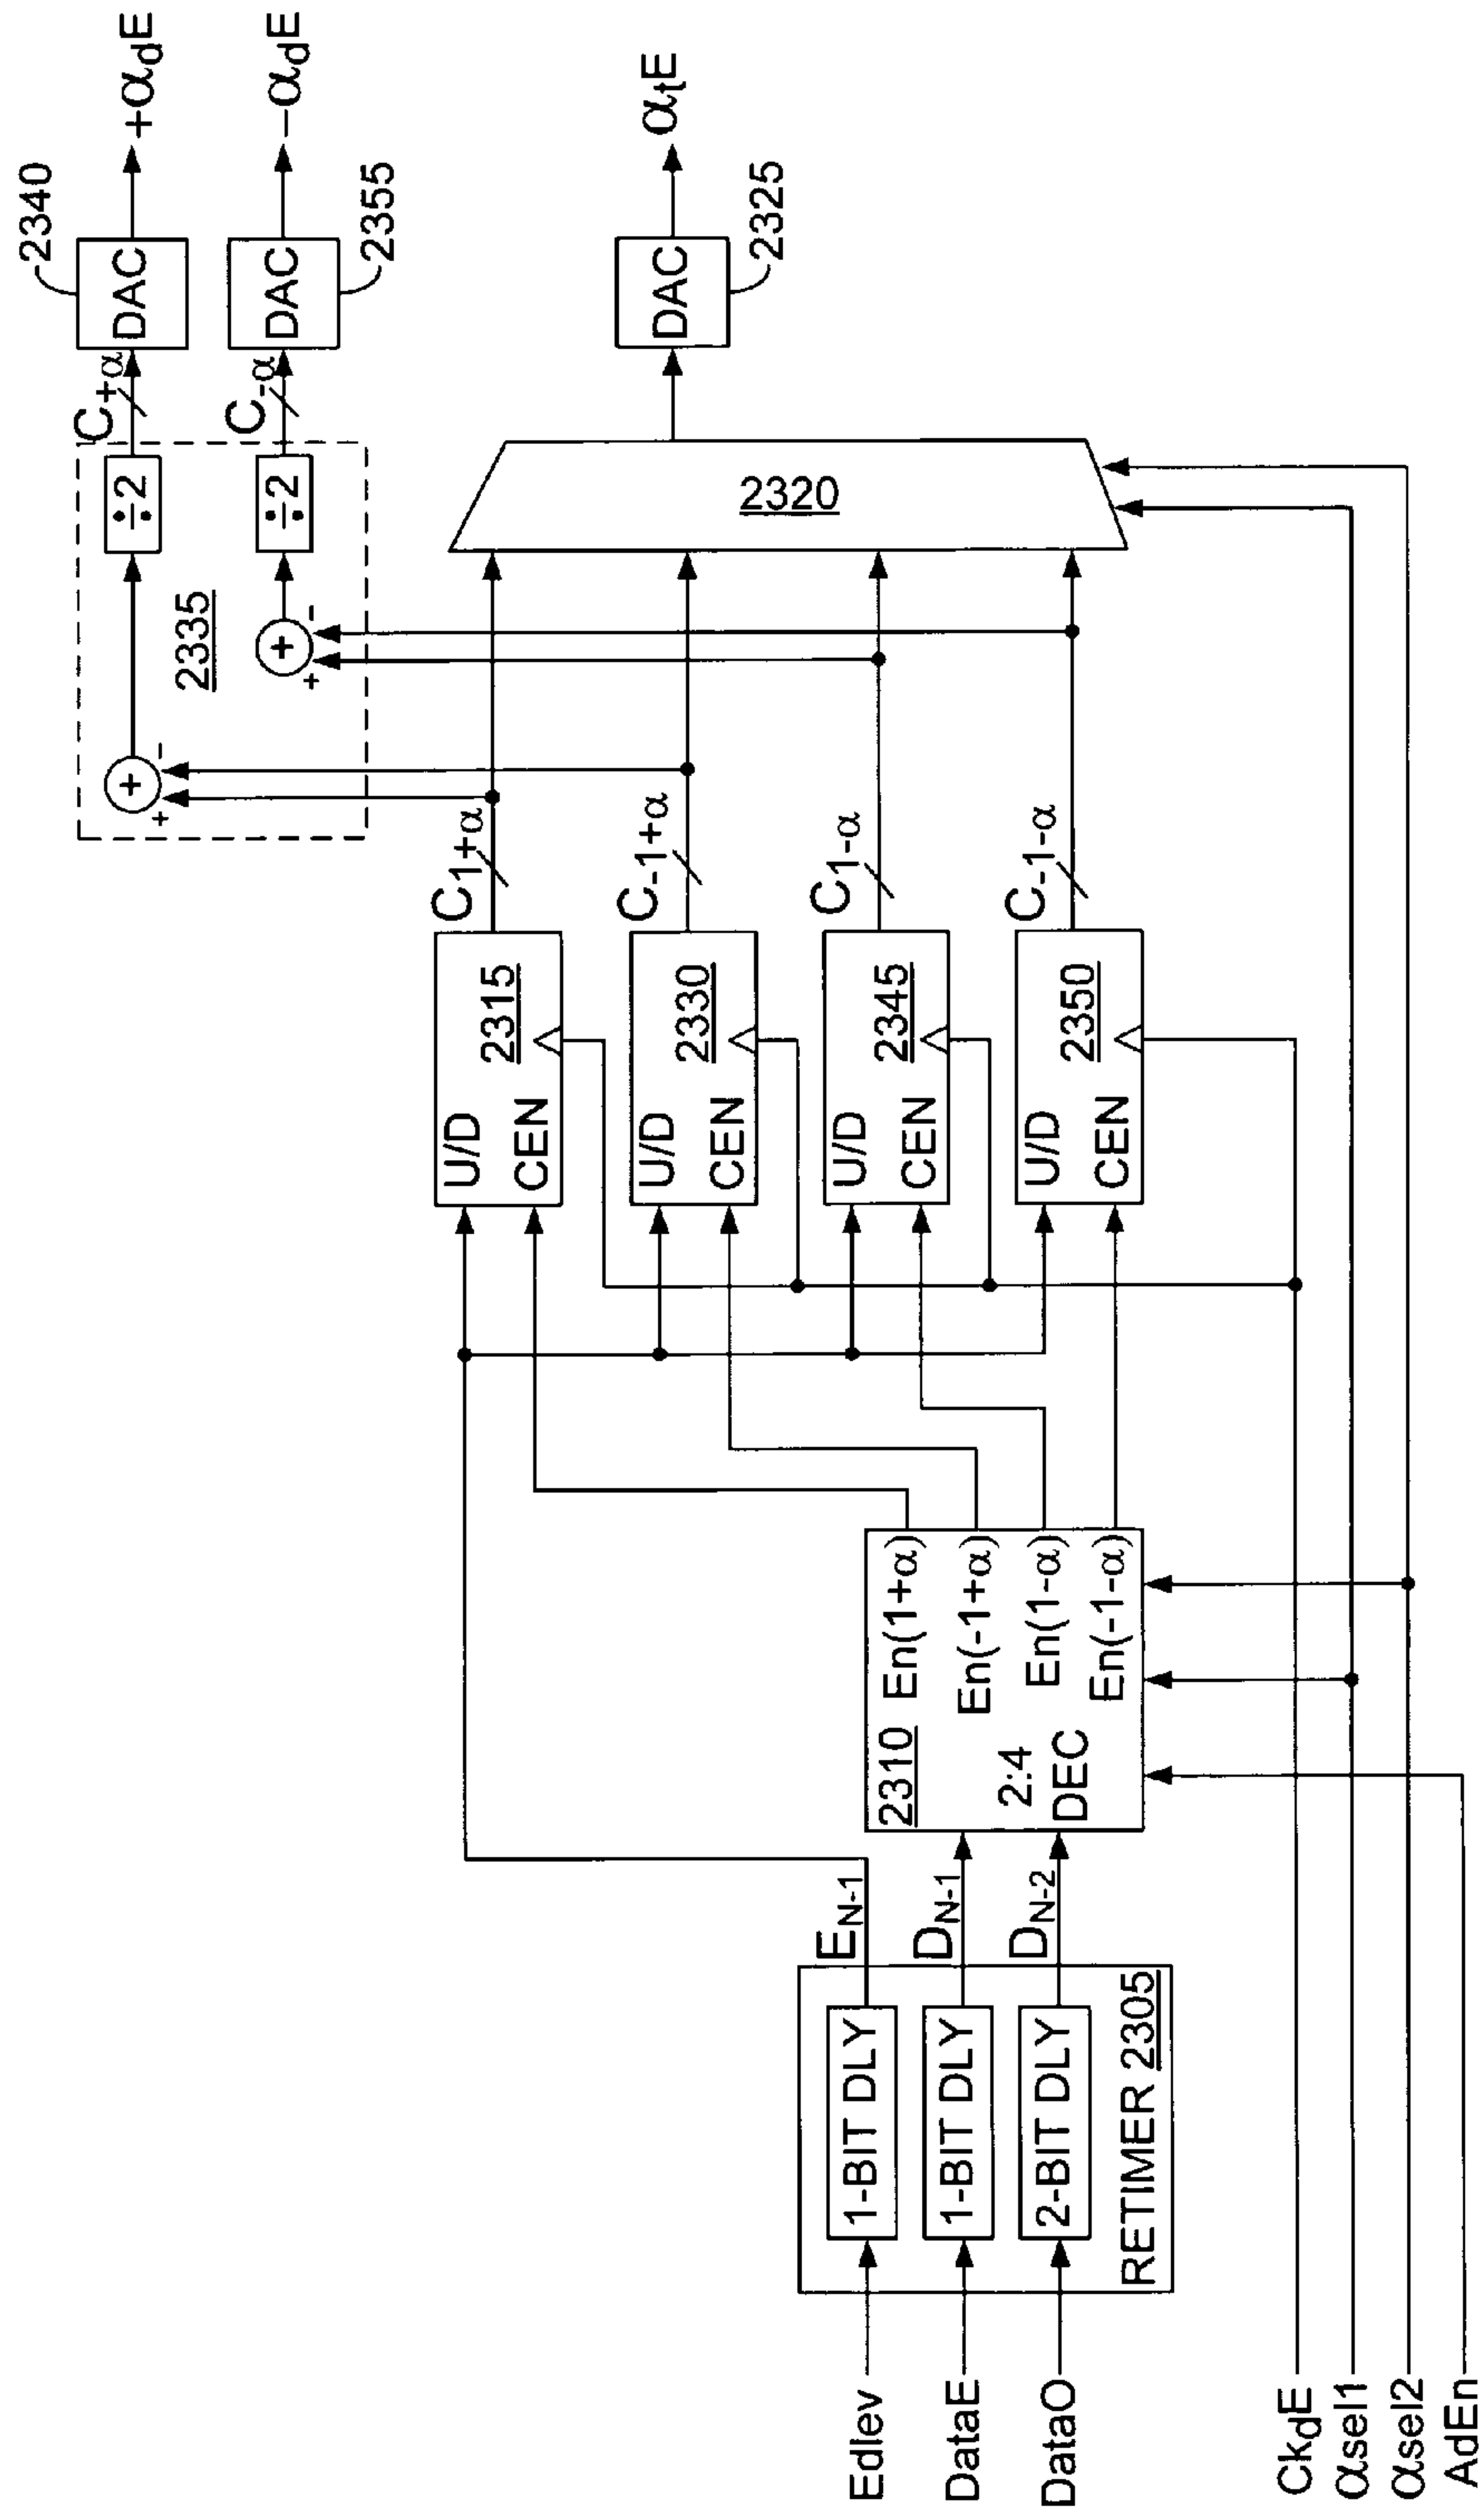 Edlev
DataE
DataO
CkdE
αsel1
αsel2
AdEn
1-BIT DLY
1-BIT DLY
2-BIT DLY
RETIMER 2305
EN-1
DN-1
DN-2
2310
2:4
DEC
En(1+α)
En(-1+α)
En(1-α)
En(-1-α)
U/D
CEN
2315
U/D
CEN
2330
U/D
CEN
2345
U/D
CEN
2350
C1+α
C-1+α
C1-α
C-1-α
+
+
-
+
+
-
2335
÷2
÷2
2320
C+α
C-α
DAC
2340
DAC
2355
DAC
2325
+αdE
−αdE
αtE